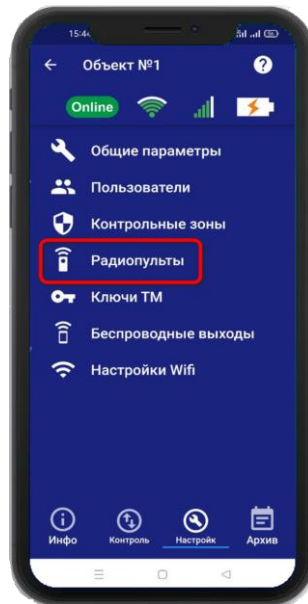 Объект №1
Online
Общие параметры
Пользователи
Контрольные зоны
Радиопульты
Ключи ТМ
Беспроводные выходы
Настройки Wifi
Инфо Контроль Настройк Архив